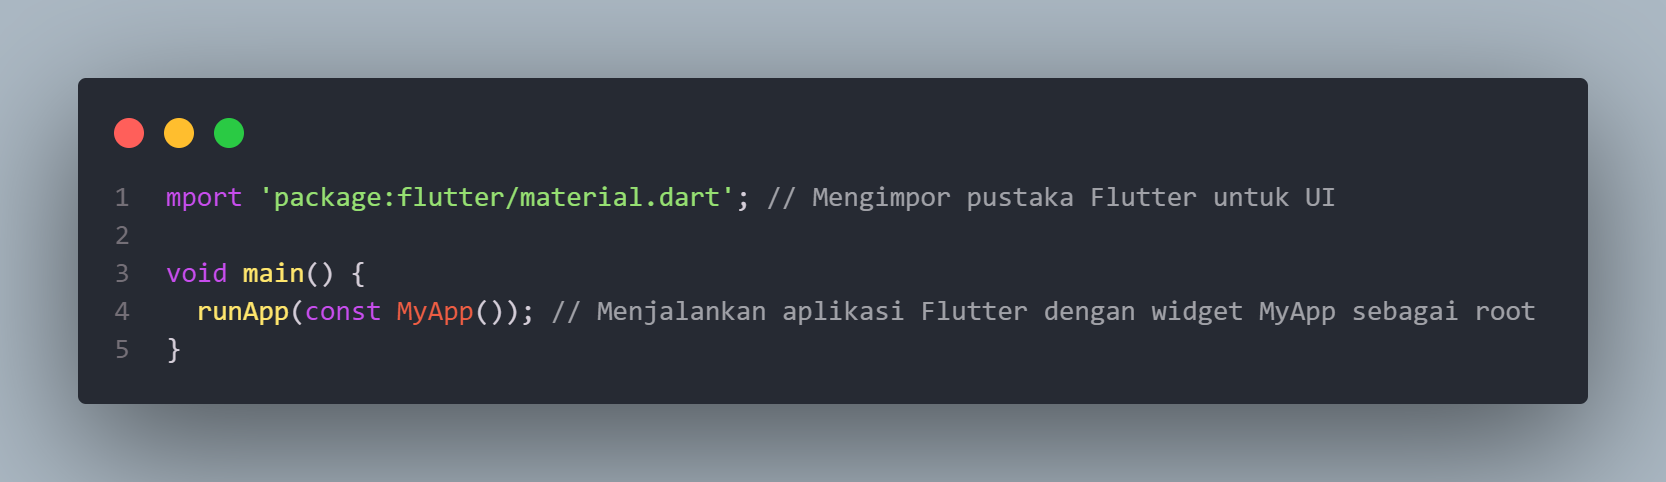 1 mport 'package:flutter/material.dart'; // Mengimpor pustaka Flutter untuk UI
2
3 void main() {
4   runApp(const MyApp()); // Menjalankan aplikasi Flutter dengan widget MyApp sebagai root
5 }